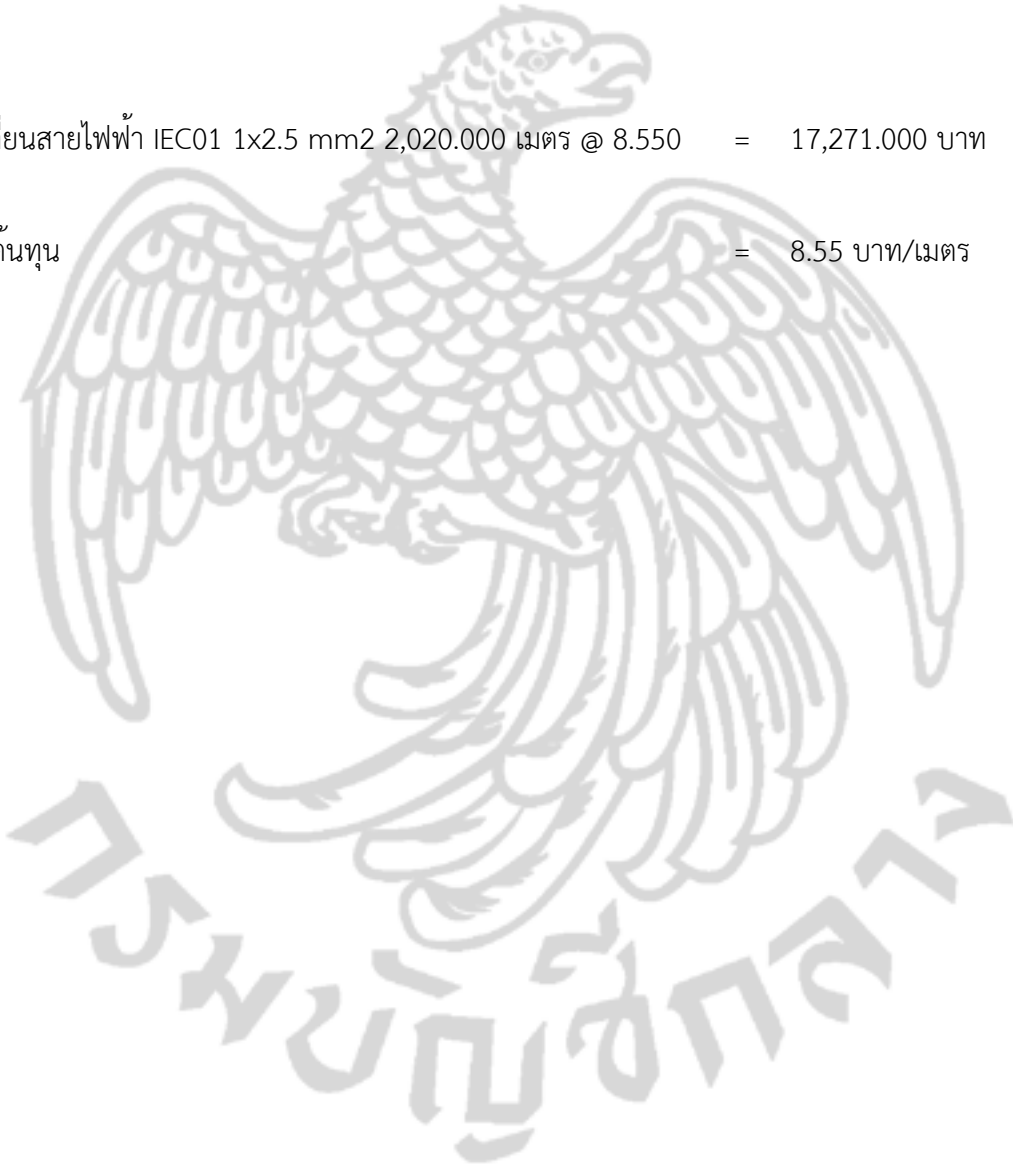 ยนสายไฟฟ้า IEC01 1x2.5 mm2 2,020.000 เมตร @ 8.550 = 17,271.000 บาท
้นทุน = 8.55 บาท/เมตร
กรมบัญชีกลาง